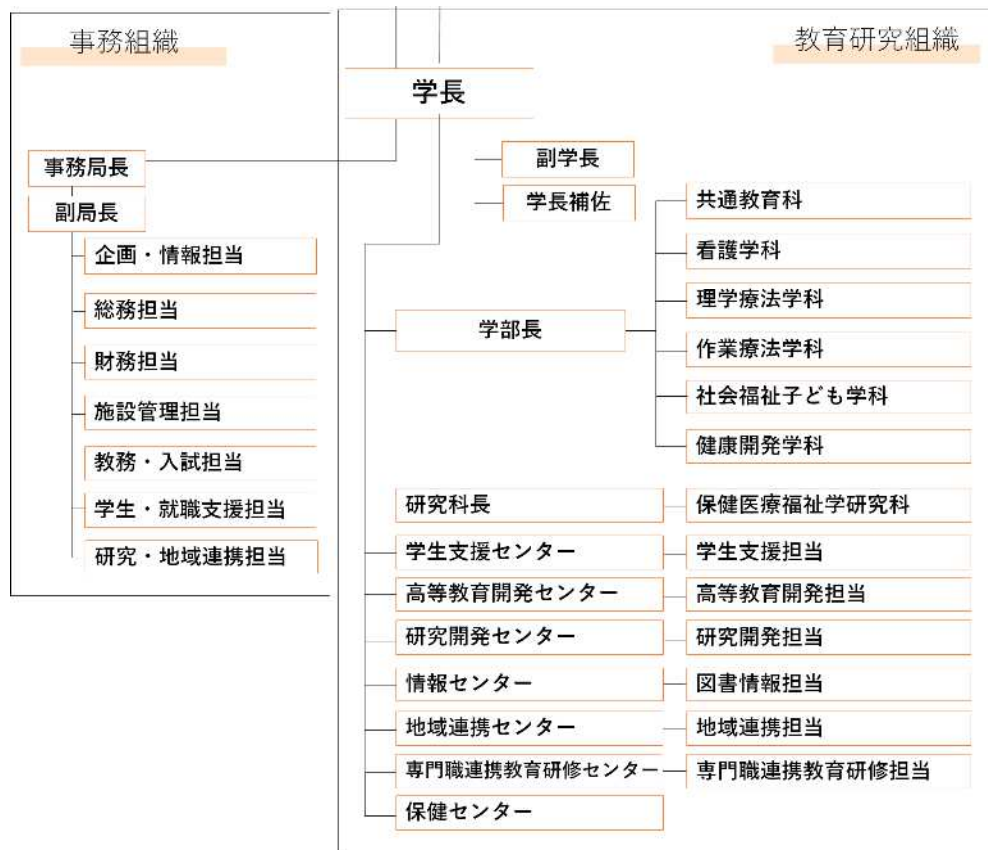 事務組織
事務局長
副局長
企画・情報担当
総務担当
財務担当
施設管理担当
教務・入試担当
学生・就職支援担当
研究・地域連携担当
教育研究組織
学長
副学長
学長補佐
学部長
共通教育科
看護学科
理学療法学科
作業療法学科
社会福祉子ども学科
健康開発学科
研究科長
保健医療福祉学研究科
学生支援センター
学生支援担当
高等教育開発センター
高等教育開発担当
研究開発センター
研究開発担当
情報センター
図書情報担当
地域連携センター
地域連携担当
専門職連携教育研修センター
専門職連携教育研修担当
保健センター